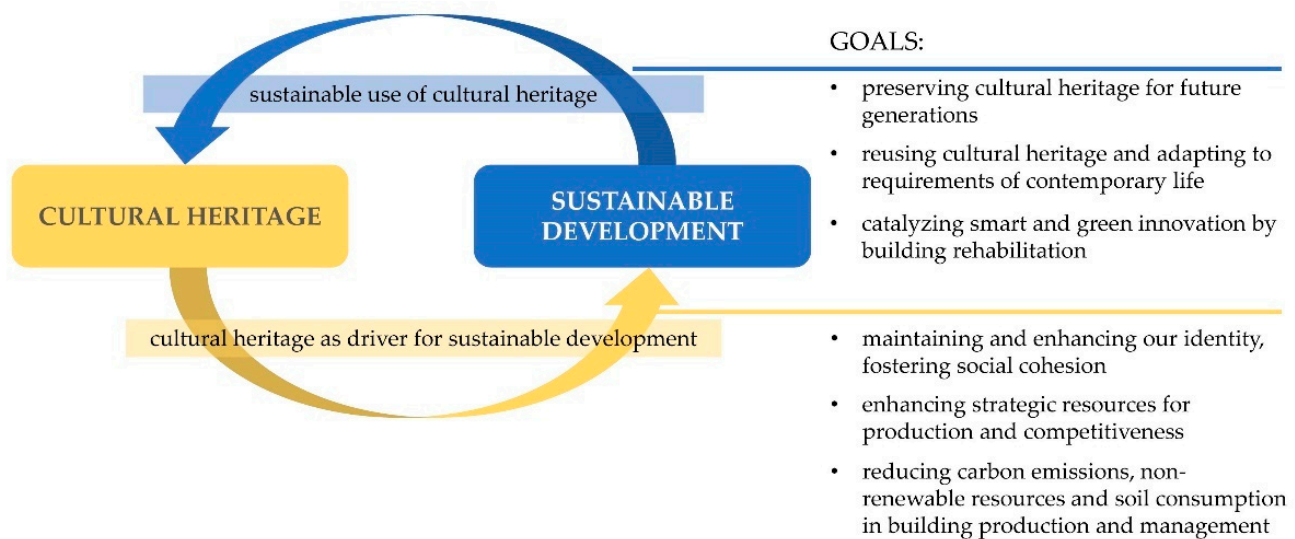 GOALS:
sustainable use of cultural heritage
• preserving cultural heritage for future
generations
• reusing cultural heritage and adapting to
requirements of contemporary life
CULTURAL HERITAGE
SUSTAINABLE
DEVELOPMENT
• catalyzing smart and green innovation by
building rehabilitation
cultural heritage as driver for sustainable development
• maintaining and enhancing our identity,
fostering social cohesion
• enhancing strategic resources for
production and competitiveness
• reducing carbon emissions, non-
renewable resources and soil consumption
in building production and management